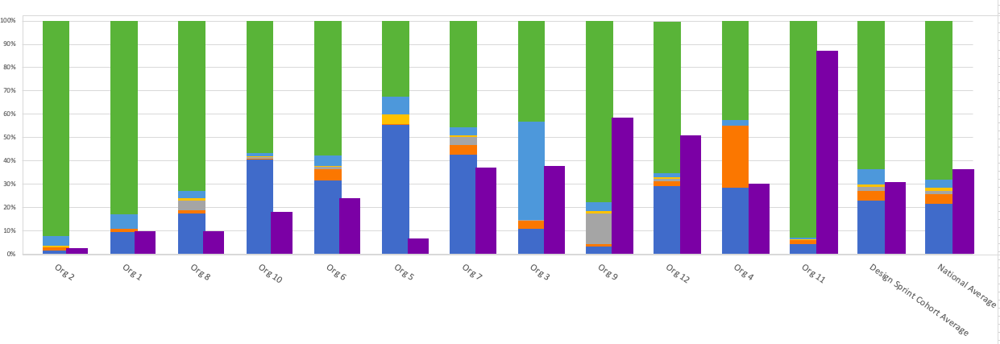 100%
90%
80%
70%
60%
50%
40%
30%
20%
10%
0%
Org 2
Org 1
Org 8
Org 10
Org 6
Org 5
Org 7
Org 3
Org 9
Org 12
Org 4
Org 11
Design Sprint Cohort Average
National Average